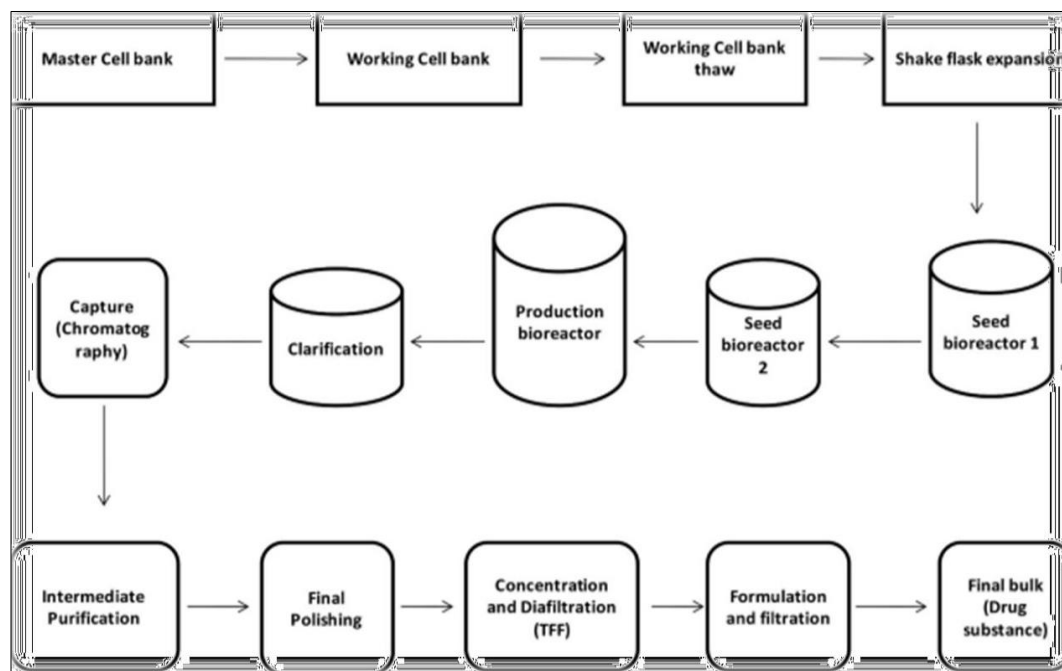 Master Cell bank
Working Cell bank
Working Cell bank
thaw
Shake flask expansion
Seed
bioreactor 1
Seed
bioreactor
2
Production
bioreactor
Clarification
Capture
(Chromatog
raphy)
Intermediate
Purification
Final
Polishing
Concentration
and Diafiltration
(TFF)
Formulation
and filtration
Final bulk
(Drug
substance)